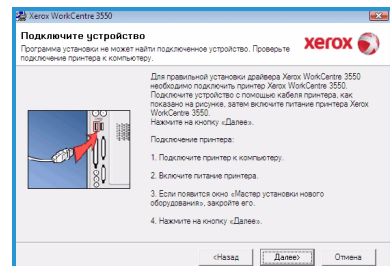 Xerox WorkCentre 3550
Подключите устройство
Программа установки не может найти подключенное устройство. Проверьте
подключение принтера к компьютеру.
xerox
Для правильной установки драйвера Xerox WorkCentre 3550
необходимо подключить принтер Xerox WorkCentre 3550.
Подключите устройство с помощью кабеля принтера, как
показано на рисунке, затем включите питание принтера Xerox
WorkCentre 3550.
Нажмите на кнопку «Далее».
Подключение принтера:
1. Подключите принтер к компьютеру.
2. Включите питание принтера.
3. Если появится окно «Мастер установки нового
оборудования», закройте его.
4. Нажмите на кнопку «Далее».
<Назад
Далее>
Отмена